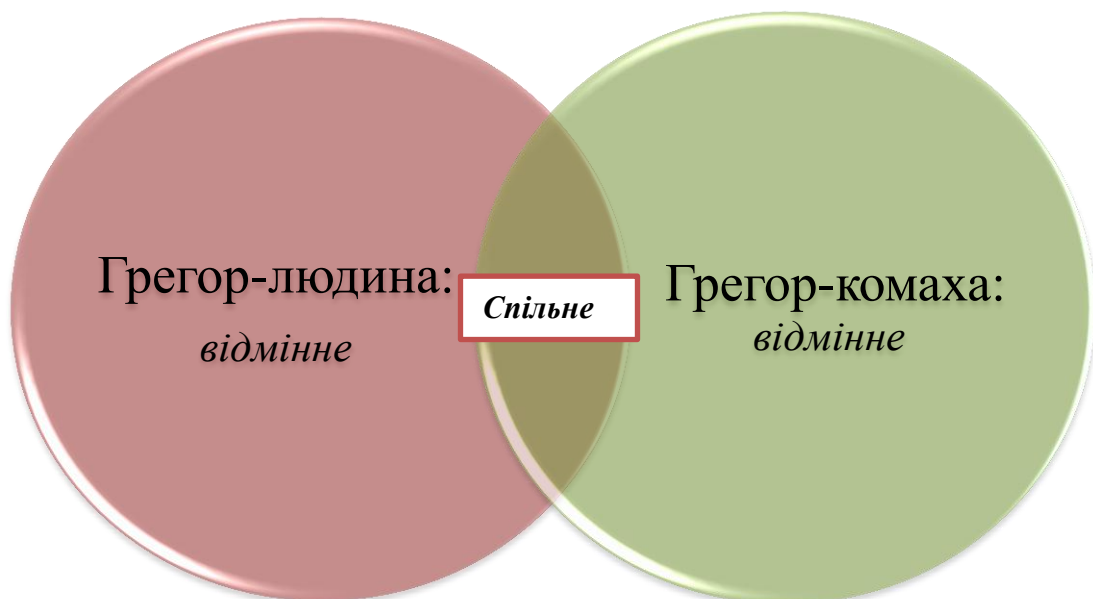 Грегор-людина:
відмінне
Спільне
Грегор-комаха:
відмінне